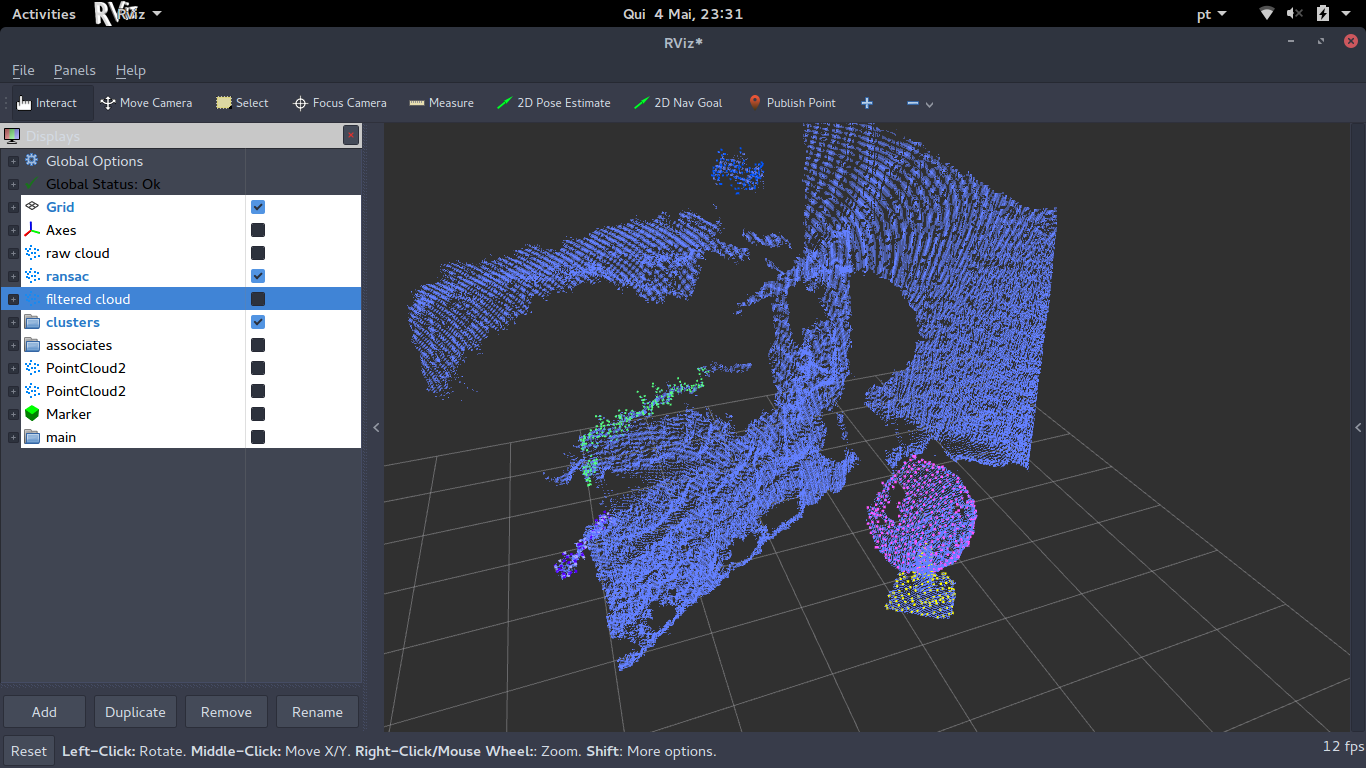 Activities RViz Qui 4 Mai, 23:31 pt
RViz*
File Panels Help
Interact Move Camera Select Focus Camera Measure 2D Pose Estimate 2D Nav Goal Publish Point
Displays
Global Options
Global Status: Ok
Grid
Axes
raw cloud
ransac
filtered cloud
clusters
associates
PointCloud2
PointCloud2
Marker
main
Add Duplicate Remove Rename
Reset Left-Click: Rotate. Middle-Click: Move X/Y. Right-Click/Mouse Wheel:: Zoom. Shift: More options. 12 fps